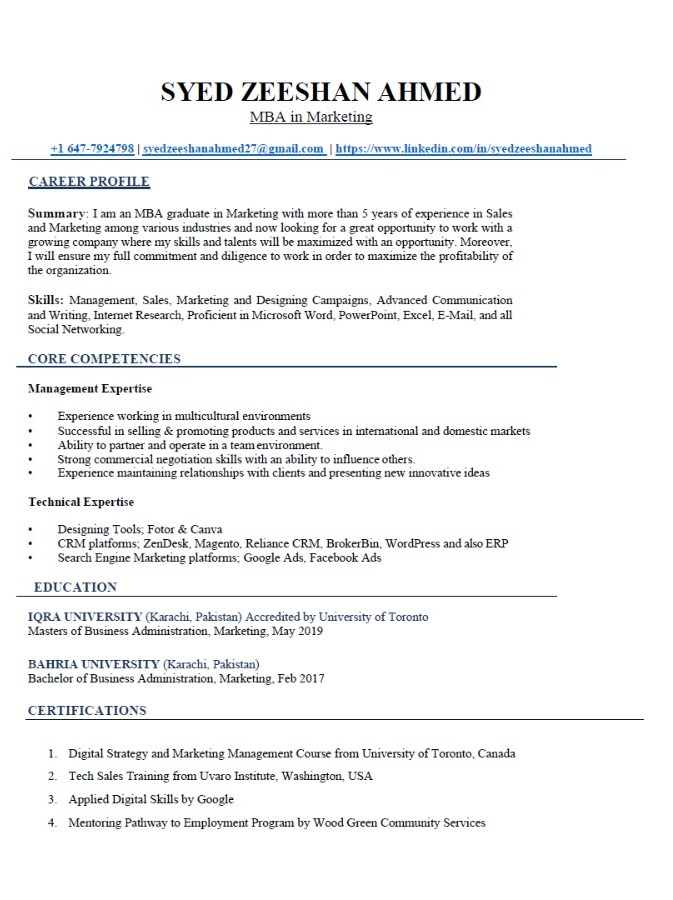 SYED ZEESHAN AHMED
MBA in Marketing
+1 647-7924798 | syedzeeshanahmed27@gmail.com | https://www.linkedin.com/in/syedzeeshanahmed
CAREER PROFILE
Summary: I am an MBA graduate in Marketing with more than 5 years of experience in Sales
and Marketing among various industries and now looking for a great opportunity to work with a
growing company where my skills and talents will be maximized with an opportunity. Moreover,
I will ensure my full commitment and diligence to work in order to maximize the profitability of
the organization.
Skills: Management, Sales, Marketing and Designing Campaigns, Advanced Communication
and Writing, Internet Research, Proficient in Microsoft Word, PowerPoint, Excel, E-Mail, and all
Social Networking.
CORE COMPETENCIES
Management Expertise
• Experience working in multicultural environments
• Successful in selling & promoting products and services in international and domestic markets
• Ability to partner and operate in a team environment.
• Strong commercial negotiation skills with an ability to influence others.
• Experience maintaining relationships with clients and presenting new innovative ideas
Technical Expertise
• Designing Tools; Fotor & Canva
• CRM platforms; ZenDesk, Magento, Reliance CRM, BrokerBin, WordPress and also ERP
• Search Engine Marketing platforms; Google Ads, Facebook Ads
EDUCATION
IQRA UNIVERSITY (Karachi, Pakistan) Accredited by University of Toronto
Masters of Business Administration, Marketing, May 2019
BAHRIA UNIVERSITY (Karachi, Pakistan)
Bachelor of Business Administration, Marketing, Feb 2017
CERTIFICATIONS
1. Digital Strategy and Marketing Management Course from University of Toronto, Canada
2. Tech Sales Training from Uvaro Institute, Washington, USA
3. Applied Digital Skills by Google
4. Mentoring Pathway to Employment Program by Wood Green Community Services